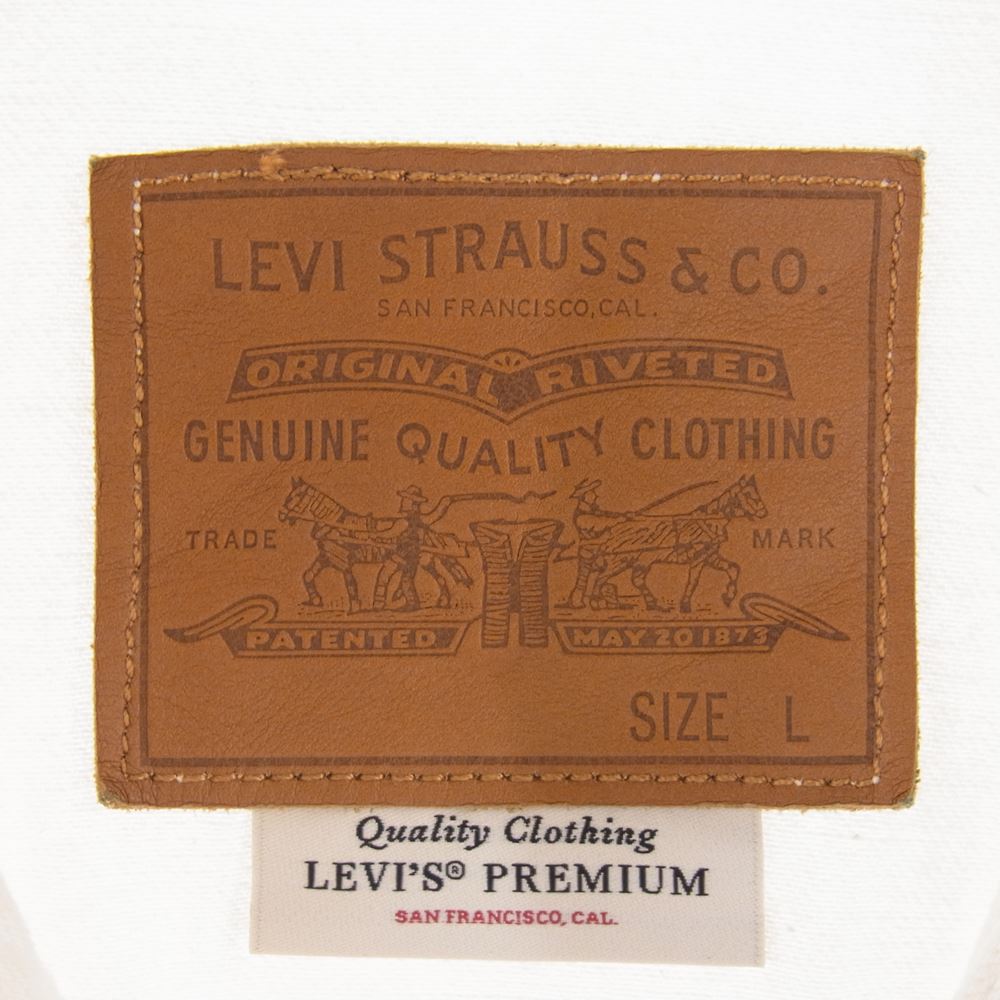 LEVI STRAUSS & CO.
SAN FRANCISCO, CAL.
ORIGINAL RIVETED
GENUINE QUALITY CLOTHING
TRADE MARK
PATENTED MAY 20 1873
SIZE L
Quality Clothing
LEVI'S® PREMIUM
SAN FRANCISCO, CAL.